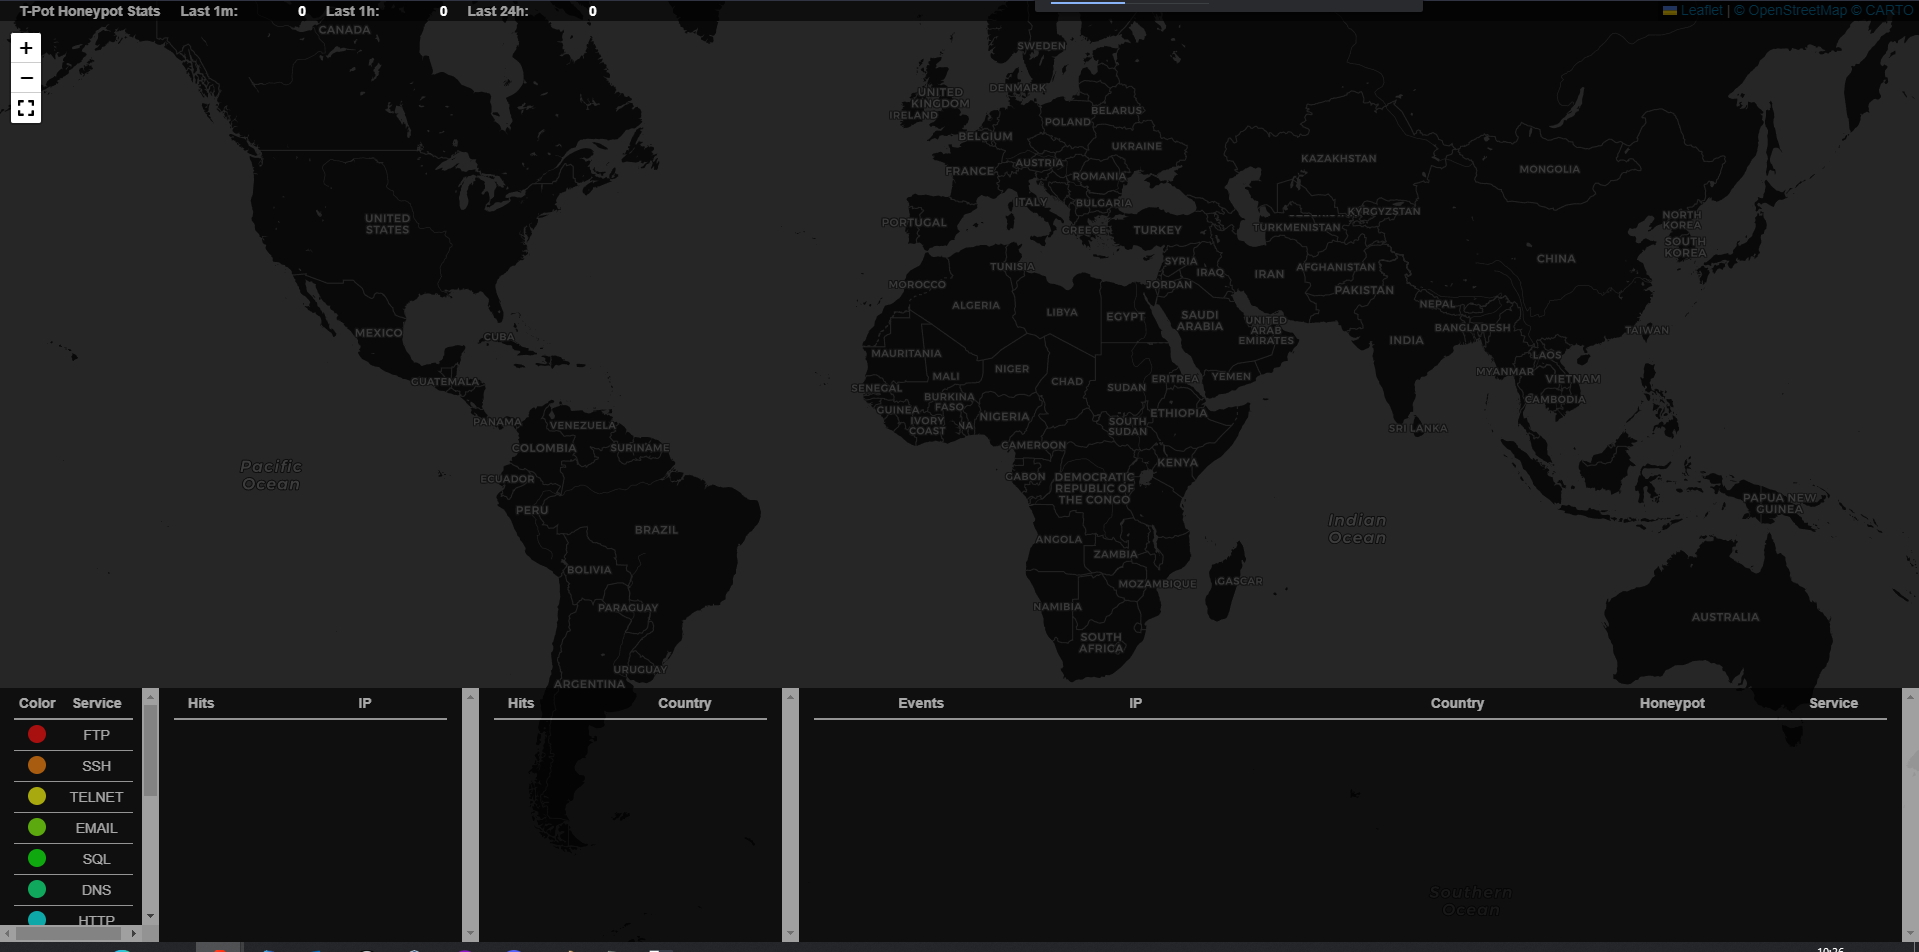 T-Pot Honeypot Stats Last 1m: 0 Last 1h: 0 Last 24h: 0
Leaflet | © OpenStreetMap © CARTO
+
−
CANADA
SWEDEN
DENMARK
UNITED
KINGDOM
IRELAND
BELARUS
POLAND
BELGIUM
UKRAINE
KAZAKHSTAN
AUSTRIA
FRANCE
MONGOLIA
ROMANIA
ITALY
BULGARIA
KYRGYZSTAN
UNITED
STATES
PORTUGAL
GREECE
TURKEY
TURKMENISTAN
NORTH
KOREA
SOUTH
KOREA
CHINA
SYRIA
TUNISIA
IRAQ
IRAN
AFGHANISTAN
MOROCCO
JORDAN
PAKISTAN
ALGERIA
LIBYA
EGYPT
SAUDI
ARABIA
UNITED
ARAB
EMIRATES
NEPAL
BANGLADESH
TAIWAN
MEXICO
CUBA
INDIA
MAURITANIA
LAOS
NIGER
MALI
CHAD
SUDAN
ERITREA
YEMEN
MYANMAR
VIETNAM
GUATEMALA
SENEGAL
BURKINA
FASO
CAMBODIA
GUINEA
IVORY
COAST
NA
NIGERIA
SOUTH
SUDAN
ETHIOPIA
PANAMA
VENEZUELA
SRI LANKA
COLOMBIA
SURINAME
CAMEROON
Pacific
Ocean
KENYA
ECUADOR
GABON
DEMOCRATIC
REPUBLIC OF
THE CONGO
PAPUA NEW
GUINEA
PERU
BRAZIL
Indian
Ocean
ANGOLA
ZAMBIA
BOLIVIA
MOZAMBIQUE
GASCAR
PARAGUAY
NAMIBIA
AUSTRALIA
SOUTH
AFRICA
URUGUAY
ARGENTINA
Color Service
FTP
SSH
TELNET
EMAIL
SQL
DNS
HTTP
Hits IP
Hits Country
Events IP Country Honeypot Service
Southern
Ocean